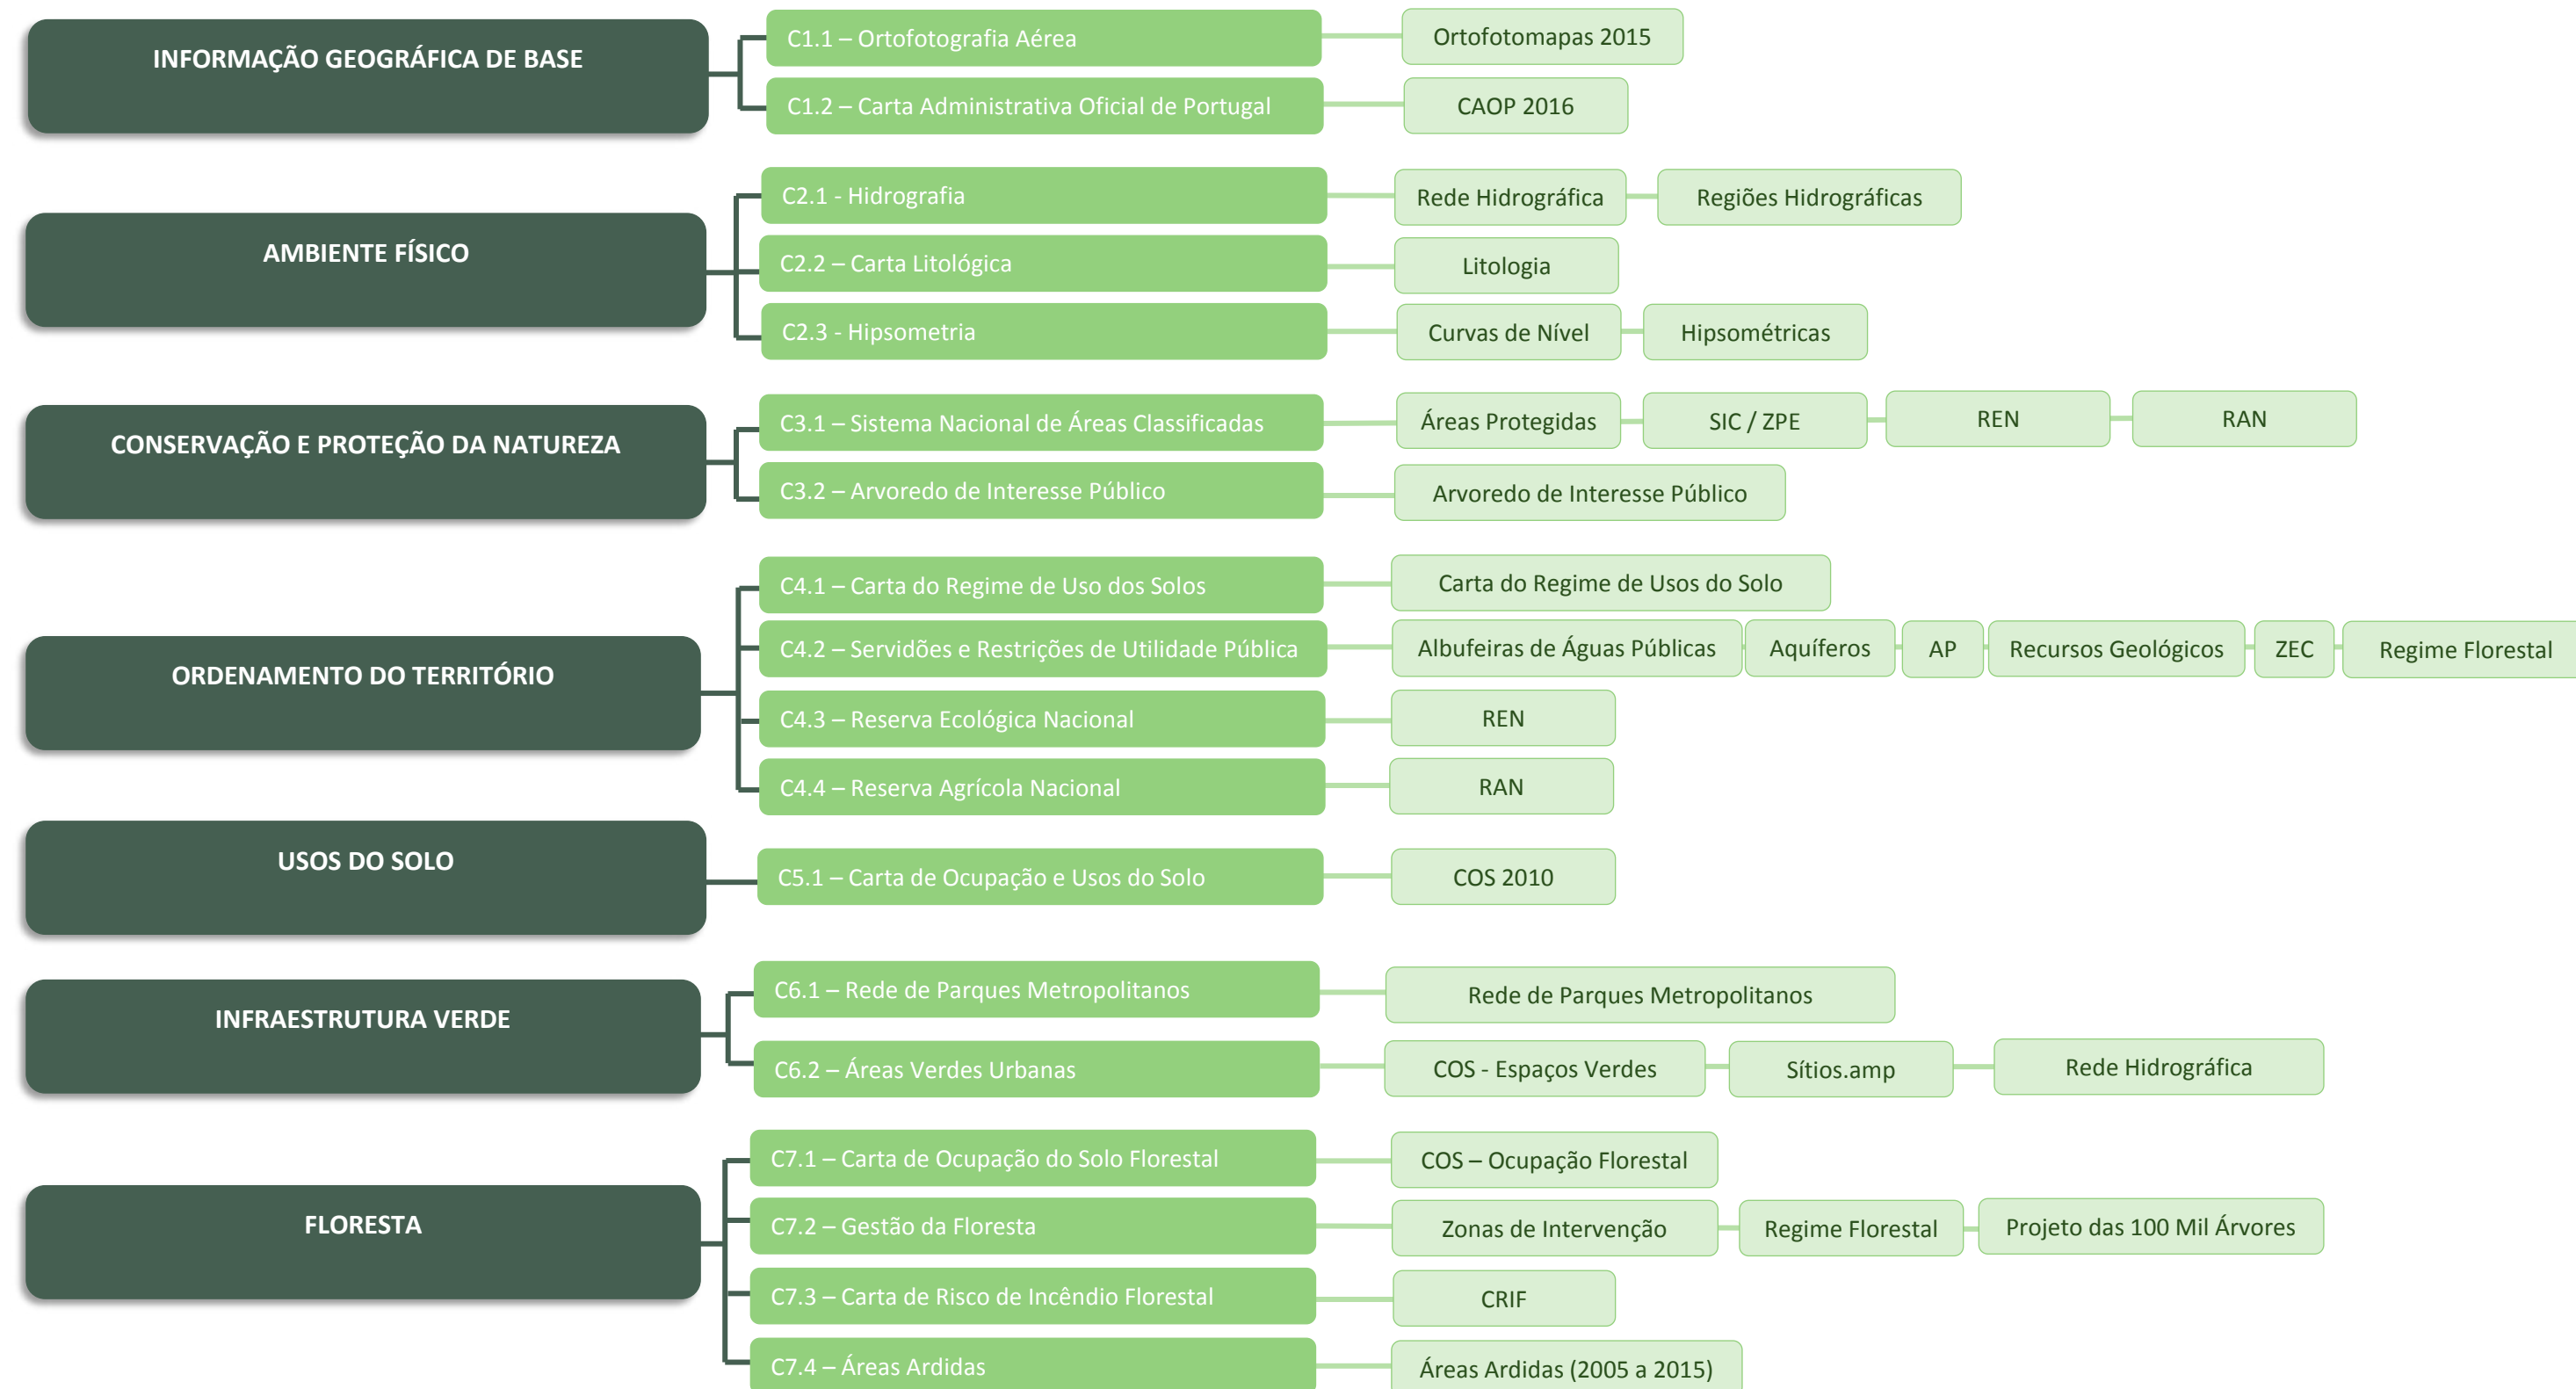 INFORMAÇÃO GEOGRÁFICA DE BASE
C1.1 – Ortofotografia Aérea
Ortofotomapas 2015
C1.2 – Carta Administrativa Oficial de Portugal
CAOP 2016
AMBIENTE FÍSICO
C2.1 - Hidrografia
Rede Hidrográfica
Regiões Hidrográficas
C2.2 – Carta Litológica
Litologia
C2.3 - Hipsometria
Curvas de Nível
Hipsométricas
CONSERVAÇÃO E PROTEÇÃO DA NATUREZA
C3.1 – Sistema Nacional de Áreas Classificadas
Áreas Protegidas
SIC / ZPE
REN
RAN
C3.2 – Arvoredo de Interesse Público
Arvoredo de Interesse Público
ORDENAMENTO DO TERRITÓRIO
C4.1 – Carta do Regime de Uso dos Solos
Carta do Regime de Usos do Solo
C4.2 – Servidões e Restrições de Utilidade Pública
Albufeiras de Águas Públicas
Aquíferos
AP
Recursos Geológicos
ZEC
Regime Florestal
C4.3 – Reserva Ecológica Nacional
REN
C4.4 – Reserva Agrícola Nacional
RAN
USOS DO SOLO
C5.1 – Carta de Ocupação e Usos do Solo
COS 2010
INFRAESTRUTURA VERDE
C6.1 – Rede de Parques Metropolitanos
Rede de Parques Metropolitanos
C6.2 – Áreas Verdes Urbanas
COS - Espaços Verdes
Sítios.amp
Rede Hidrográfica
FLORESTA
C7.1 – Carta de Ocupação do Solo Florestal
COS – Ocupação Florestal
C7.2 – Gestão da Floresta
Zonas de Intervenção
Regime Florestal
Projeto das 100 Mil Árvores
C7.3 – Carta de Risco de Incêndio Florestal
CRIF
C7.4 – Áreas Ardidas
Áreas Ardidas (2005 a 2015)